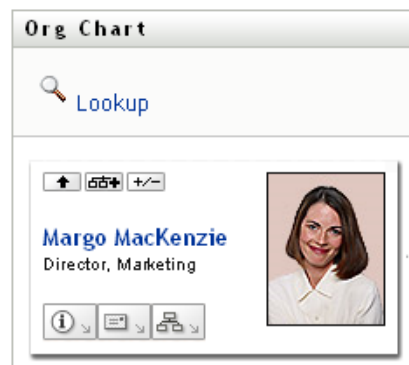 Org Chart
Lookup
+/-
Margo MacKenzie
Director, Marketing